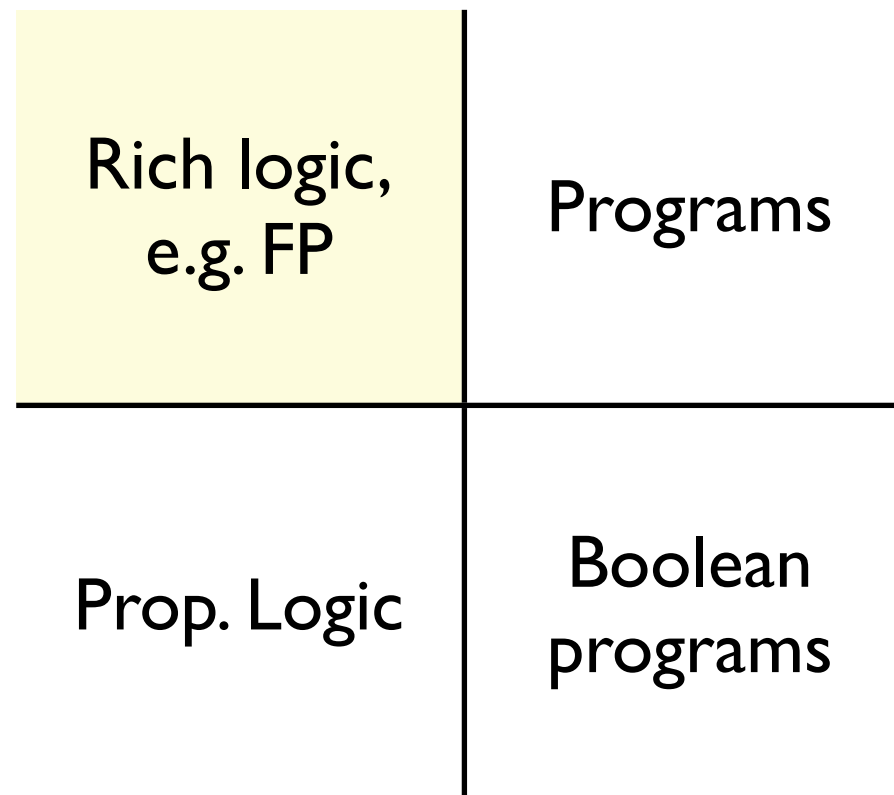 Rich logic,
e.g. FP
Programs
Prop. Logic
Boolean
programs